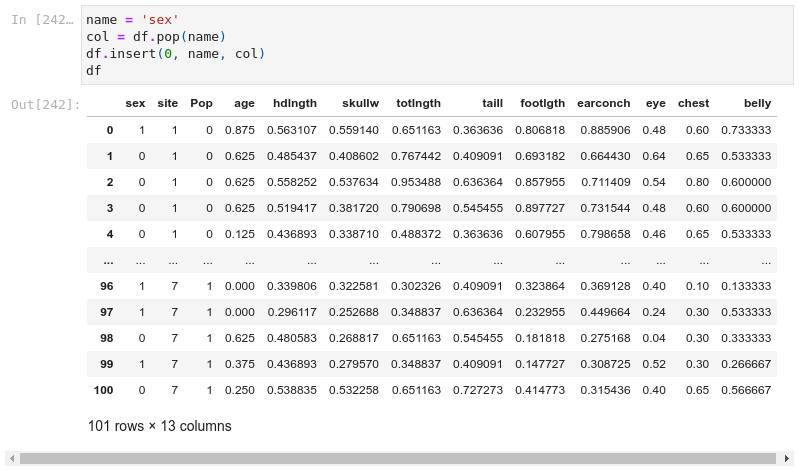 In [242…
name = 'sex'
col = df.pop(name)
df.insert(0, name, col)
df
Out[242]:
sex site Pop age hdlngth skullw totlngth taill footlgth earconch eye chest belly
0 1 1 0 0.875 0.563107 0.559140 0.651163 0.363636 0.806818 0.885906 0.48 0.60 0.733333
1 0 1 0 0.625 0.485437 0.408602 0.767442 0.409091 0.693182 0.664430 0.64 0.65 0.533333
2 0 1 0 0.625 0.558252 0.537634 0.953488 0.636364 0.857955 0.711409 0.54 0.80 0.600000
3 0 1 0 0.625 0.519417 0.381720 0.790698 0.545455 0.897727 0.731544 0.48 0.60 0.600000
4 0 1 0 0.125 0.436893 0.338710 0.488372 0.363636 0.607955 0.798658 0.46 0.65 0.533333
... ... ... ... ... ... ... ... ... ... ... ... ... ...
96 1 7 1 0.000 0.339806 0.322581 0.302326 0.409091 0.323864 0.369128 0.40 0.10 0.133333
97 1 7 1 0.000 0.296117 0.252688 0.348837 0.636364 0.232955 0.449664 0.24 0.30 0.533333
98 0 7 1 0.625 0.480583 0.268817 0.651163 0.545455 0.181818 0.275168 0.04 0.30 0.333333
99 1 7 1 0.375 0.436893 0.279570 0.348837 0.409091 0.147727 0.308725 0.52 0.30 0.266667
100 0 7 1 0.250 0.538835 0.532258 0.651163 0.727273 0.414773 0.315436 0.40 0.65 0.566667
101 rows × 13 columns